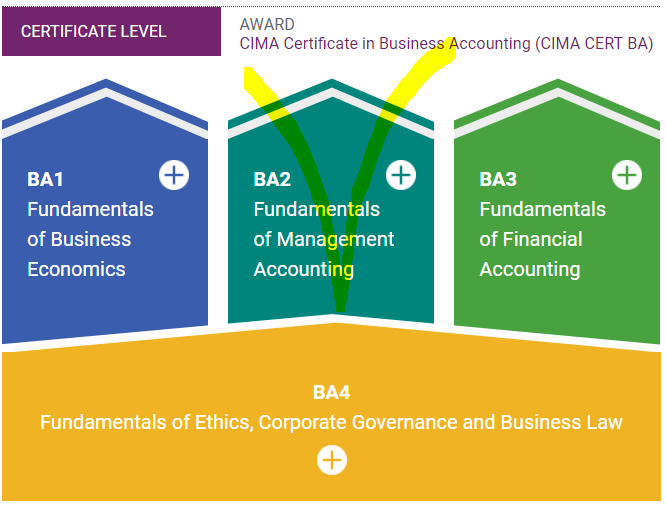 CERTIFICATE LEVEL
AWARD
CIMA Certificate in Business Accounting (CIMA CERT BA)
BA1
Fundamentals
of Business
Economics
BA2
Fundamentals
of Management
Accounting
BA3
Fundamentals
of Financial
Accounting
BA4
Fundamentals of Ethics, Corporate Governance and Business Law